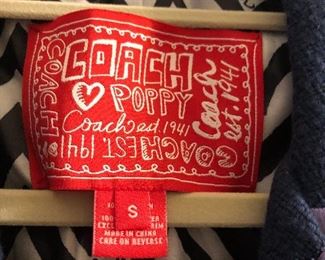 COACH
COACH
POPPY
Coach est. 1941
COACH EST. 1941
Coach est. 1941
S
MADE IN CHINA
CARE ON REVERSE